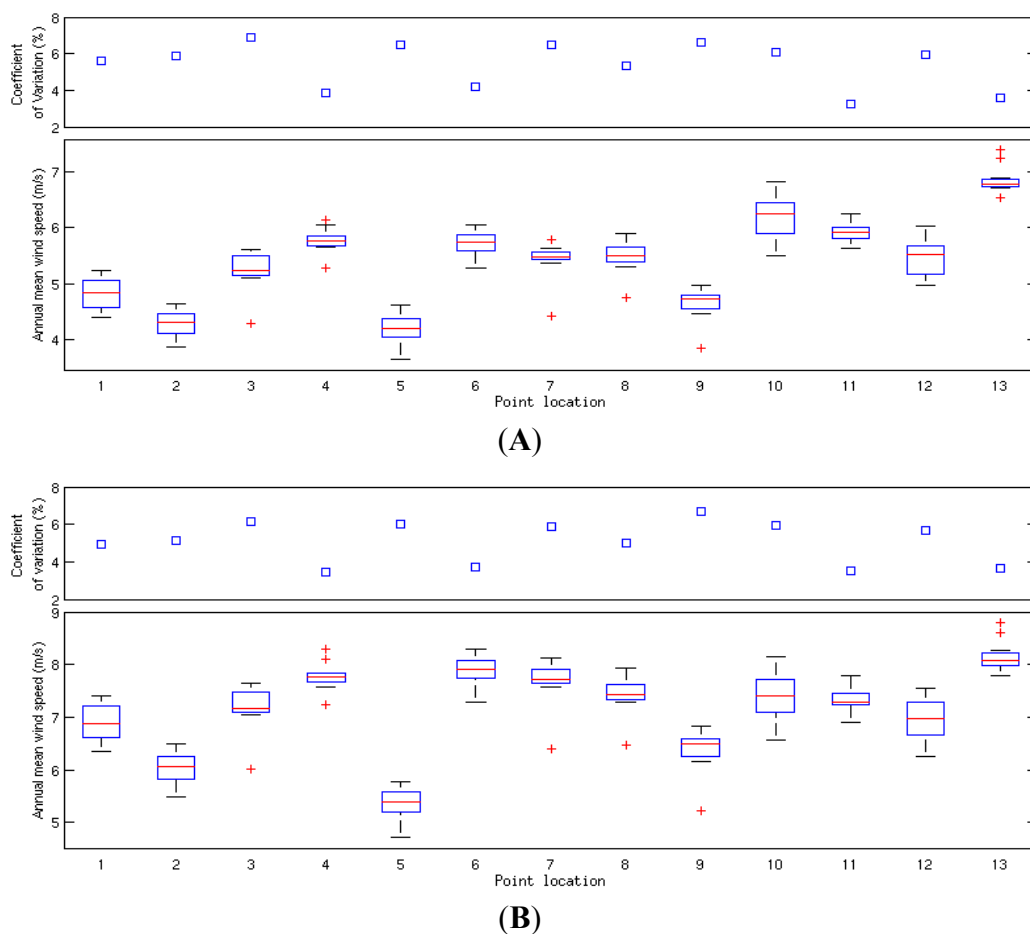 8
6
4
2
Coefficient
of Variation (%)
7
6
5
4
Annual mean wind speed (m/s)
1 2 3 4 5 6 7 8 9 10 11 12 13
Point location
(A)
8
6
4
2
Coefficient
of variation (%)
9
8
7
6
5
Annual mean wind speed (m/s)
1 2 3 4 5 6 7 8 9 10 11 12 13
Point location
(B)